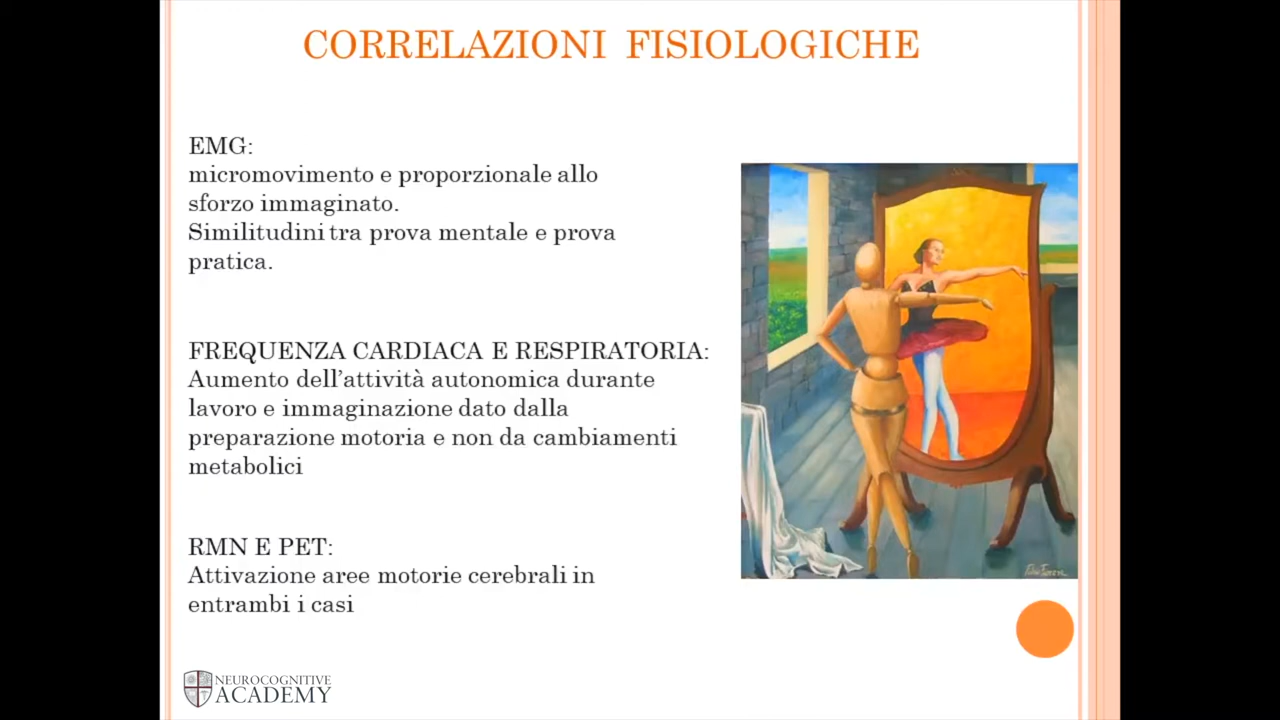 CORRELAZIONI FISIOLOGICHE
EMG:
micromovimento e proporzionale allo
sforzo immaginato.
Similitudini tra prova mentale e prova
pratica.
FREQUENZA CARDIACA E RESPIRATORIA:
Aumento dell'attività autonomica durante
lavoro e immaginazione dato dalla
preparazione motoria e non da cambiamenti
metabolici
RMN E PET:
Attivazione aree motorie cerebrali in
entrambi i casi
NEUROCOGNITIVE
ACADEMY